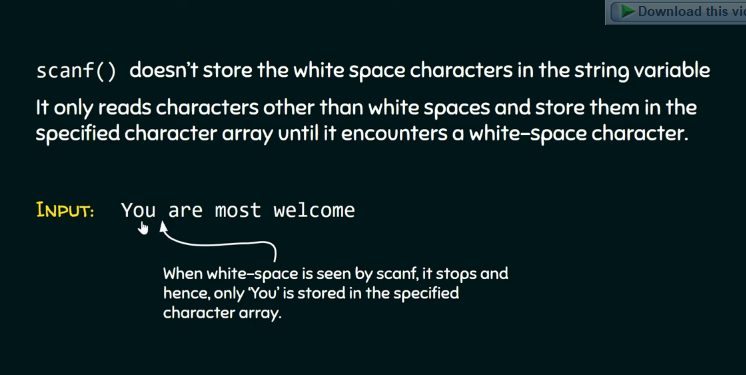 Download this vi
scanf() doesn't store the white space characters in the string variable
It only reads characters other than white spaces and store them in the
specified character array until it encounters a white-space character.
INPUT: You are most welcome
When white-space is seen by scanf, it stops and
hence, only 'You' is stored in the specified
character array.